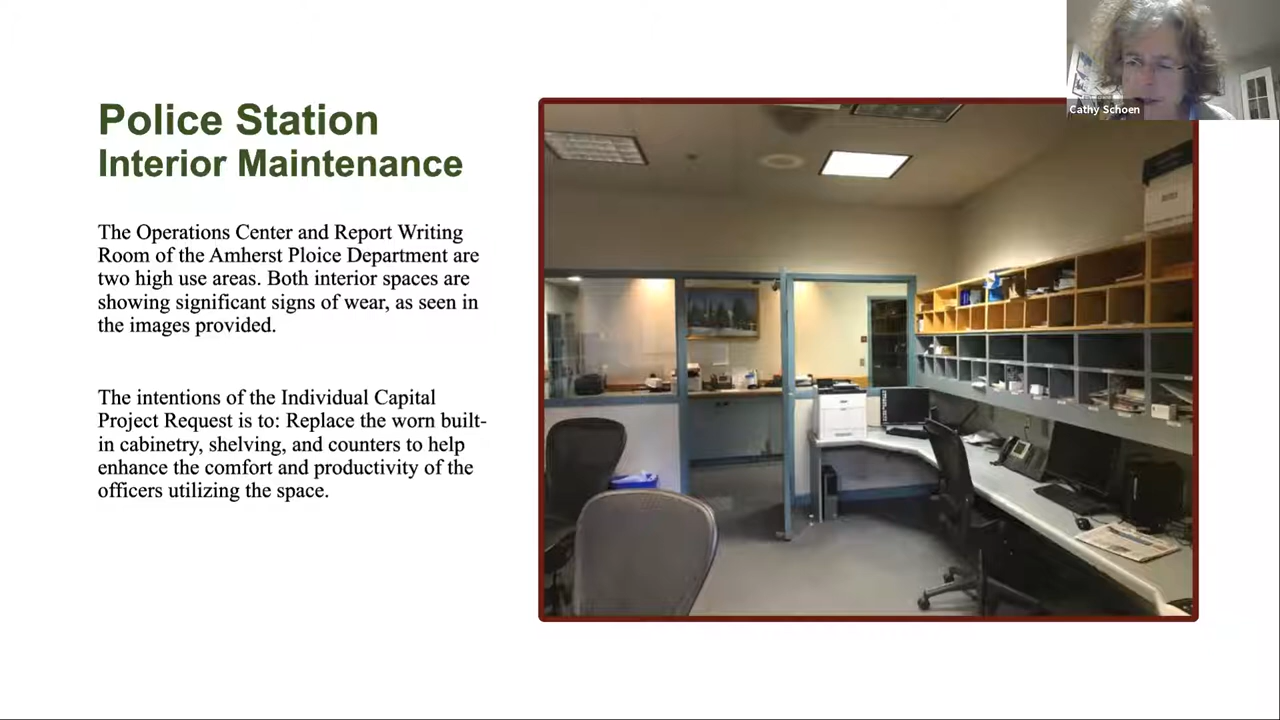 Cathy Schoen
Police Station
Interior Maintenance
The Operations Center and Report Writing
Room of the Amherst Ploice Department are
two high use areas. Both interior spaces are
showing significant signs of wear, as seen in
the images provided.
The intentions of the Individual Capital
Project Request is to: Replace the worn built-
in cabinetry, shelving, and counters to help
enhance the comfort and productivity of the
officers utilizing the space.